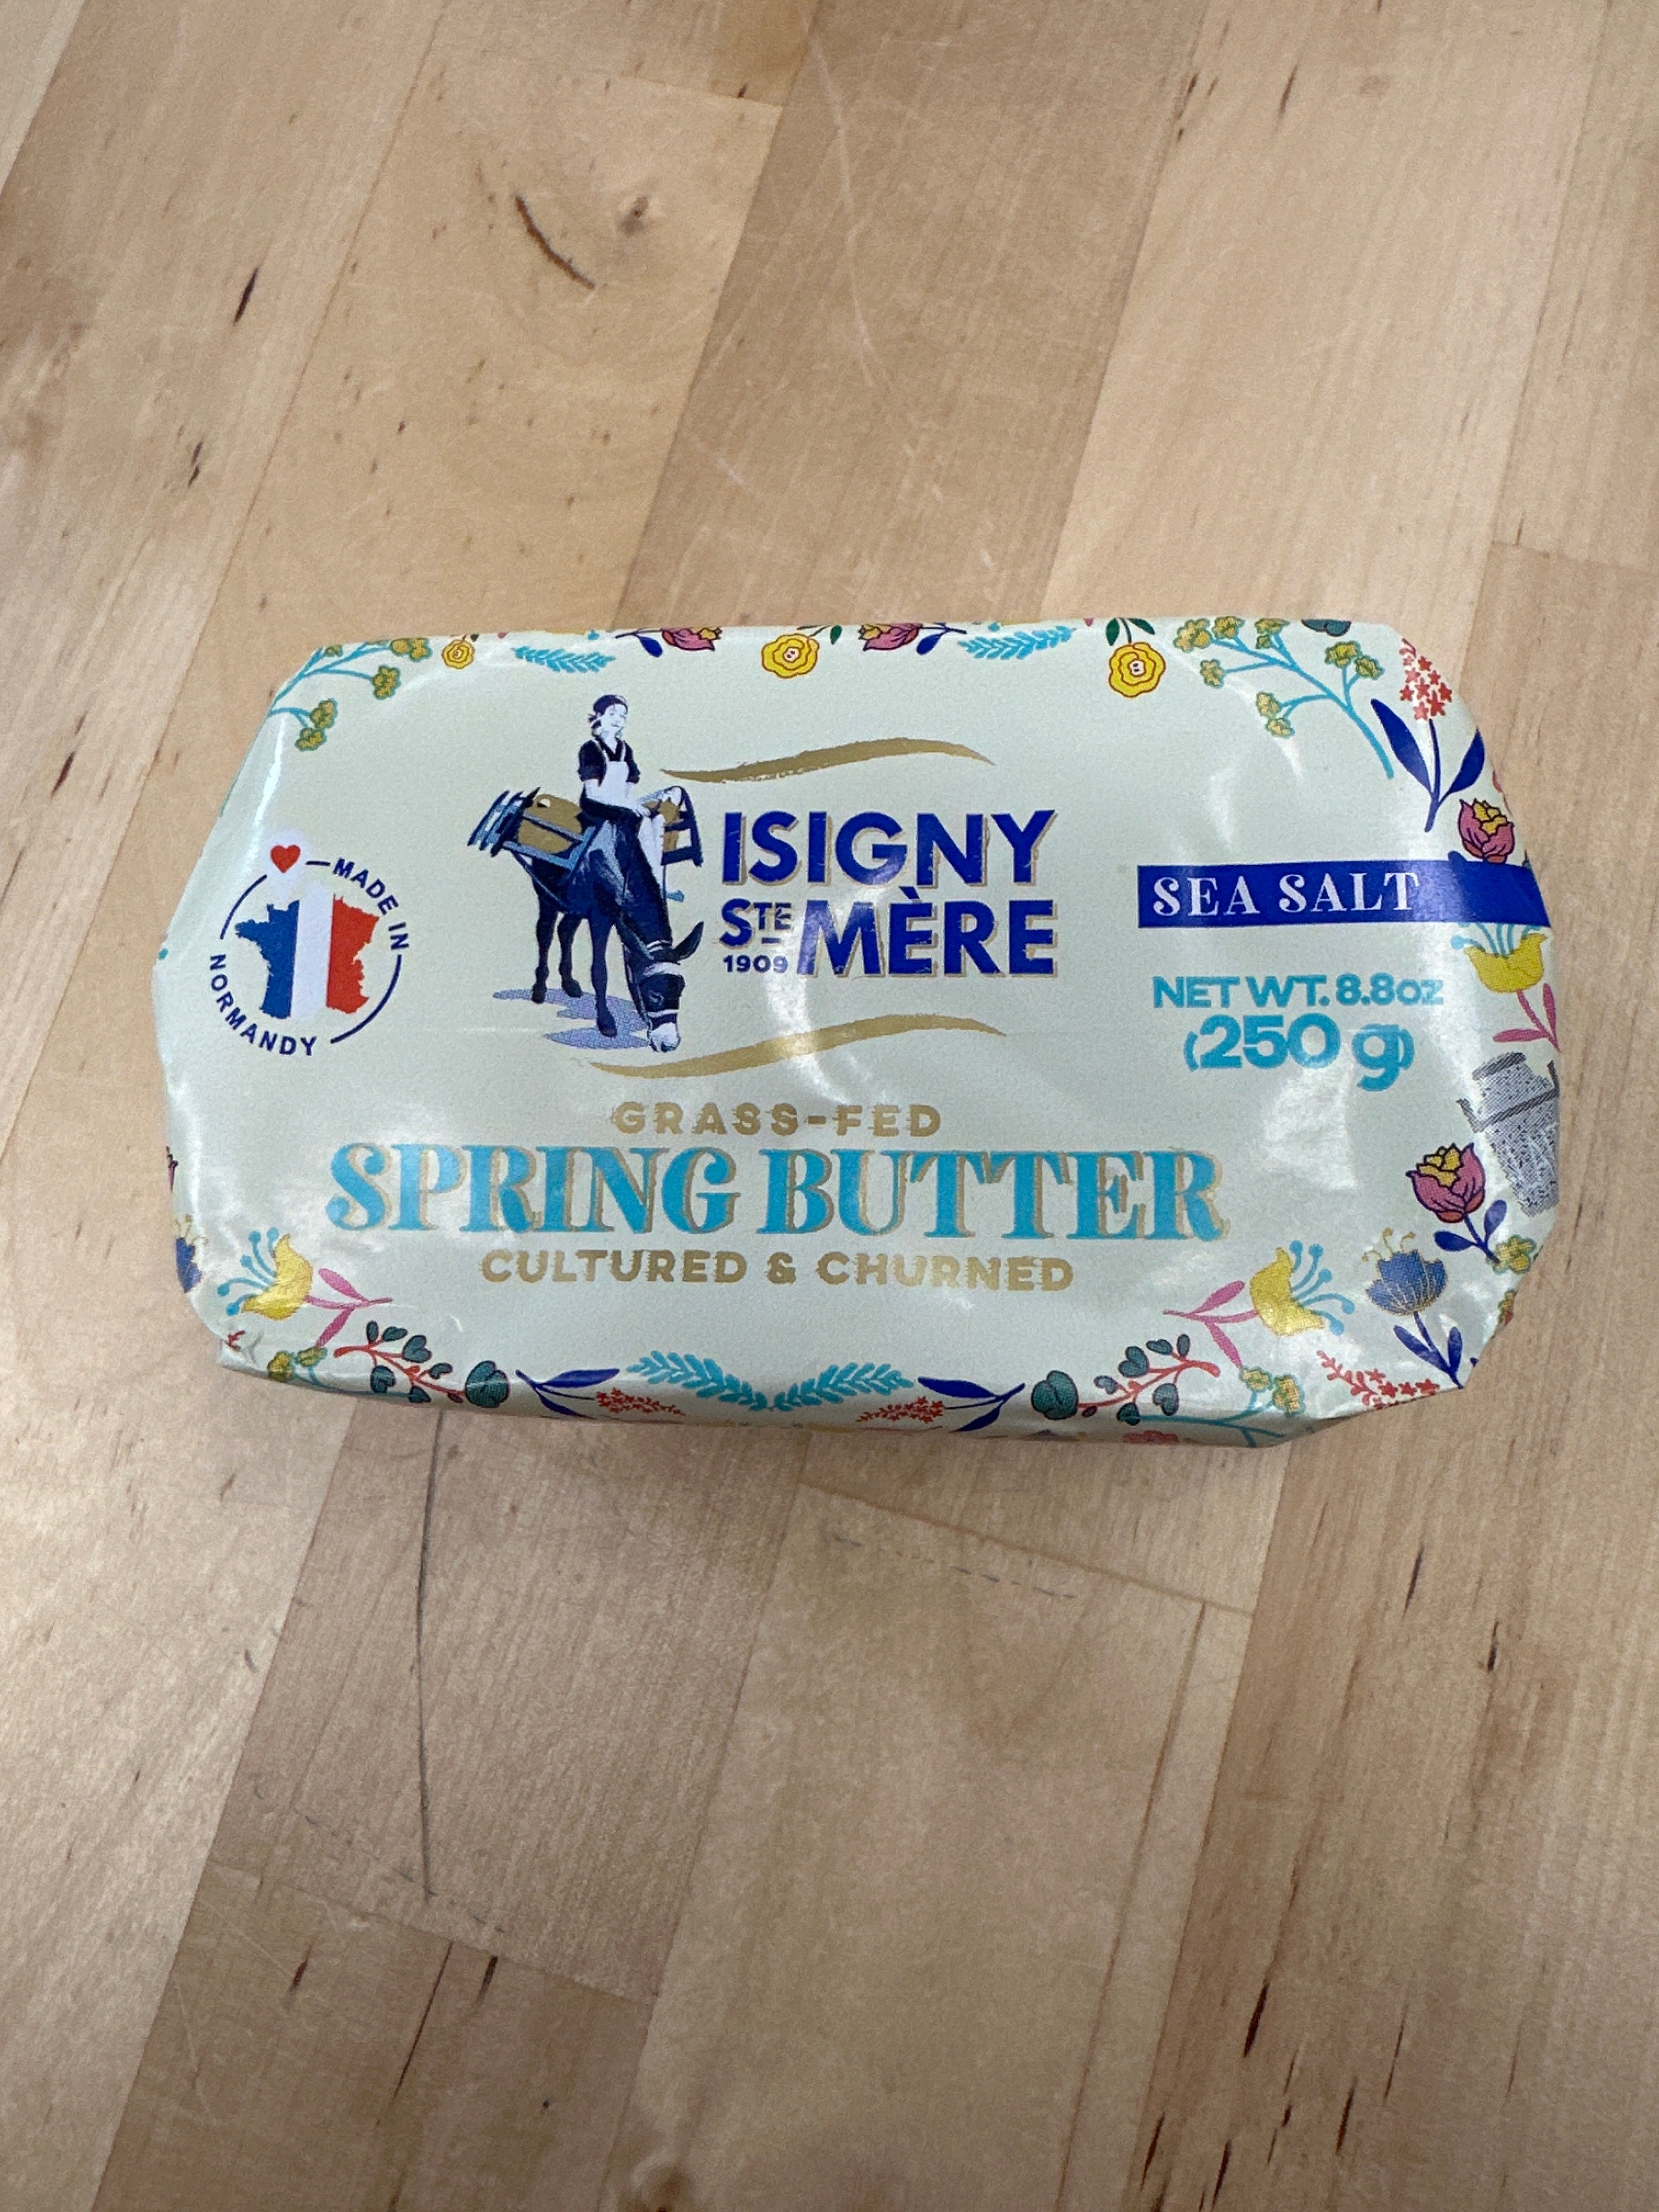 MADE IN
NORMANDY
ISIGNY
STE MÈRE
1909
SEA SALT
NET WT. 8.8oz
(250 g)
GRASS-FED
SPRING BUTTER
CULTURED & CHURNED